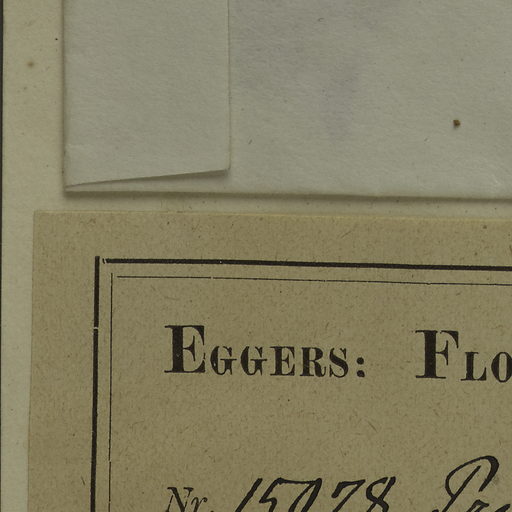 EGGERS: FLO
Nr. 15078